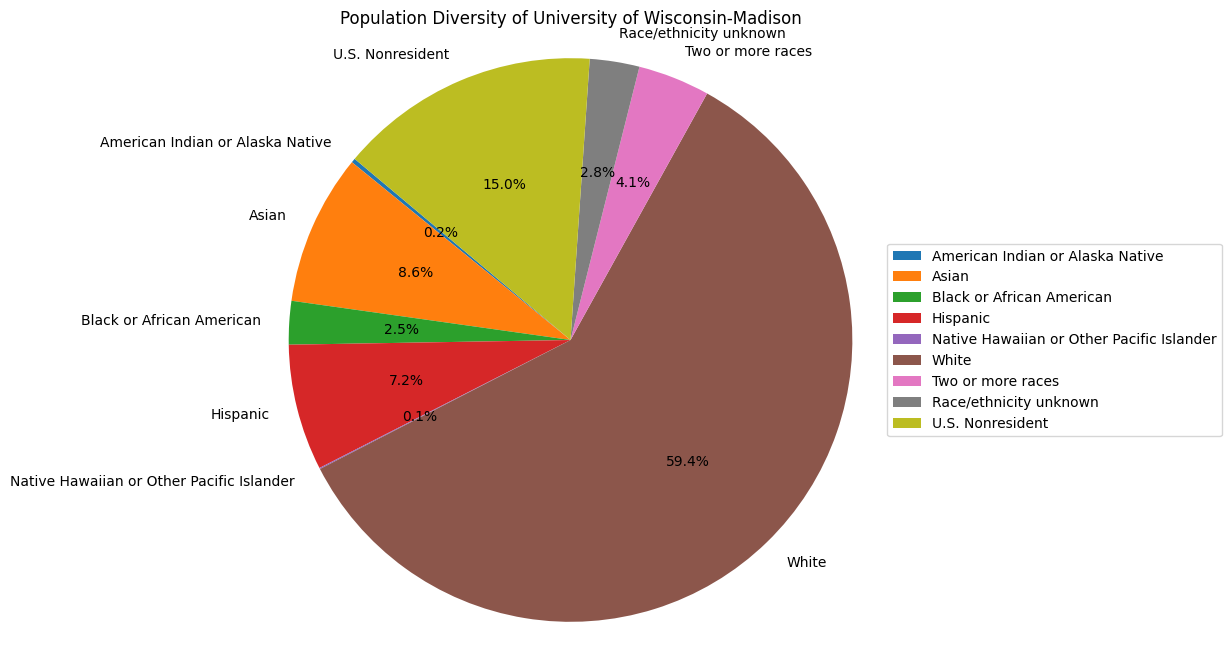 Population Diversity of University of Wisconsin-Madison
Race/ethnicity unknown
Two or more races
U.S. Nonresident
American Indian or Alaska Native
Asian
Black or African American
Hispanic
Native Hawaiian or Other Pacific Islander
White
15.0%
2.8%
4.1%
0.2%
8.6%
2.5%
7.2%
0.1%
59.4%
American Indian or Alaska Native
Asian
Black or African American
Hispanic
Native Hawaiian or Other Pacific Islander
White
Two or more races
Race/ethnicity unknown
U.S. Nonresident